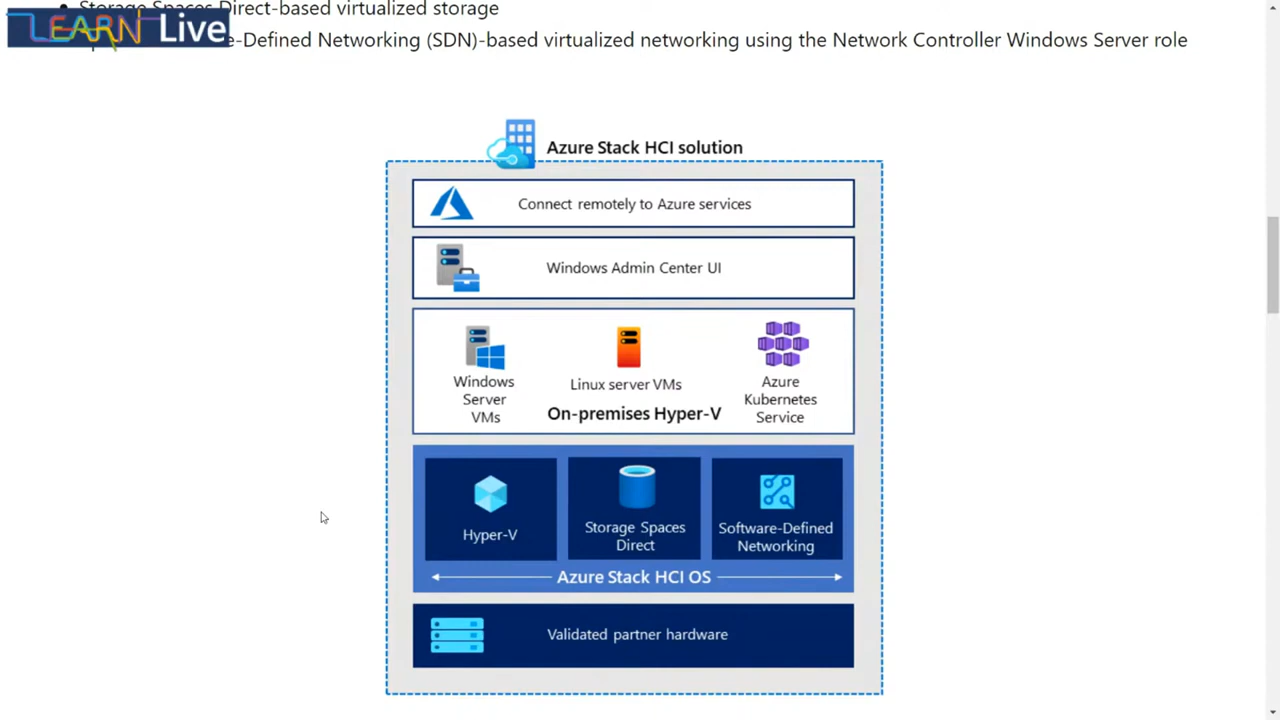 Storage Spaces Direct-based virtualized storage
LEARN Live
e-Defined Networking (SDN)-based virtualized networking using the Network Controller Windows Server role
Azure Stack HCI solution
Connect remotely to Azure services
Windows Admin Center UI
Windows
Server
VMs
Linux server VMs
Azure
Kubernetes
Service
On-premises Hyper-V
Hyper-V
Storage Spaces
Direct
Software-Defined
Networking
Azure Stack HCI OS
Validated partner hardware